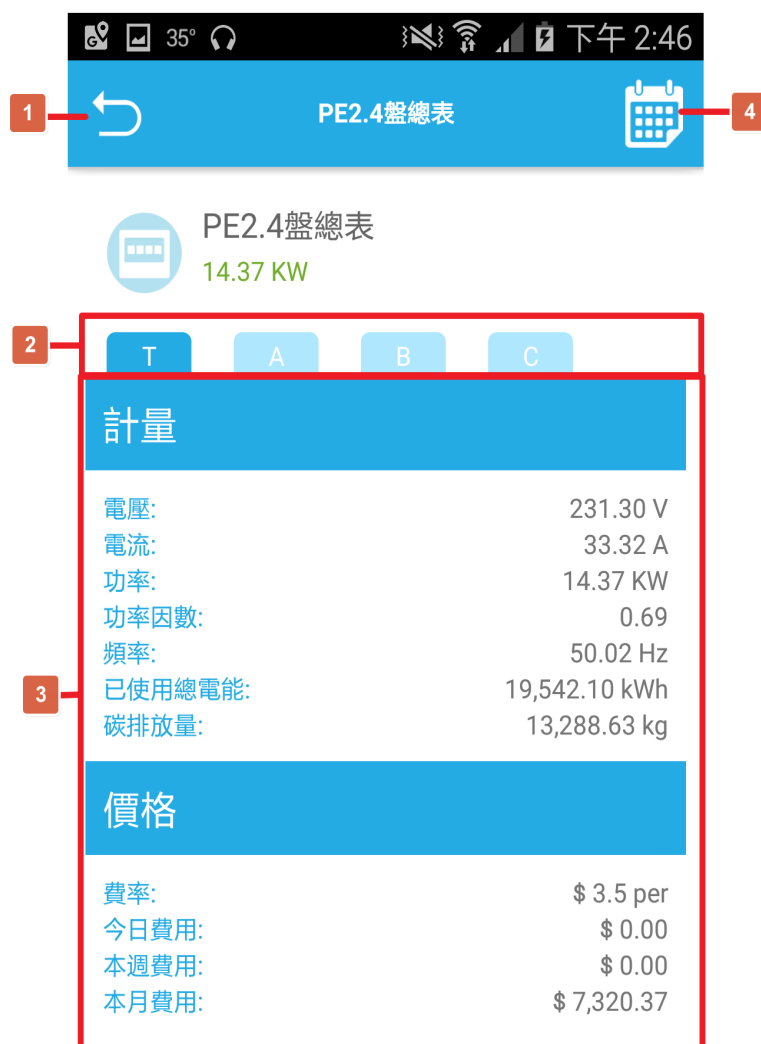 35° 下午 2:46
1 PE2.4盤總表 4
PE2.4盤總表
14.37 KW
2 T A B C
計量
電壓: 231.30 V
電流: 33.32 A
功率: 14.37 KW
功率因數: 0.69
頻率: 50.02 Hz
3 已使用總電能: 19,542.10 kWh
碳排放量: 13,288.63 kg
價格
費率: $ 3.5 per
今日費用: $ 0.00
本週費用: $ 0.00
本月費用: $ 7,320.37